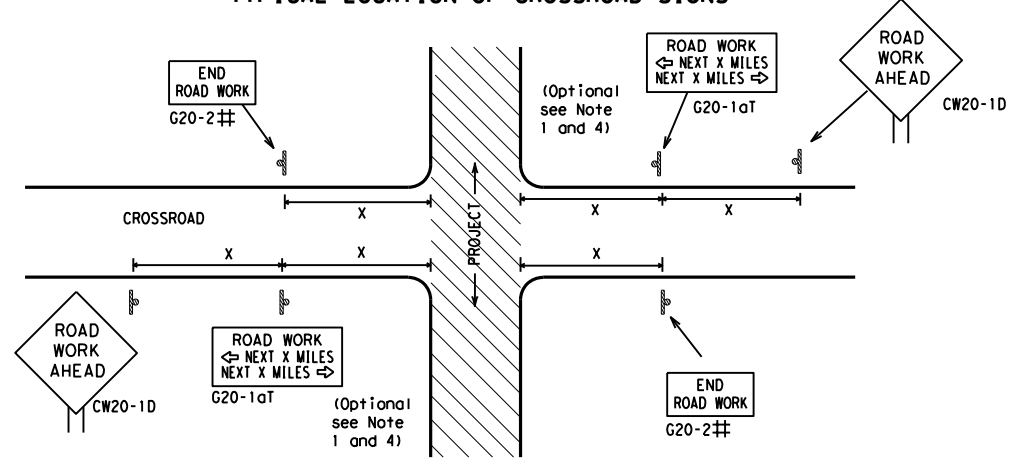 TYPICAL LOCATION OF CROSSROAD SIGNS
END
ROAD WORK
G20-2#
(Optional
see Note
1 and 4)
ROAD WORK
⇦ NEXT X MILES
NEXT X MILES ⇨
G20-1aT
ROAD
WORK
AHEAD
CW20-1D
X
X
X
CROSSROAD
PROJECT
X
X
X
ROAD
WORK
AHEAD
CW20-1D
ROAD WORK
⇦ NEXT X MILES
NEXT X MILES ⇨
G20-1aT
(Optional
see Note
1 and 4)
END
ROAD WORK
G20-2#